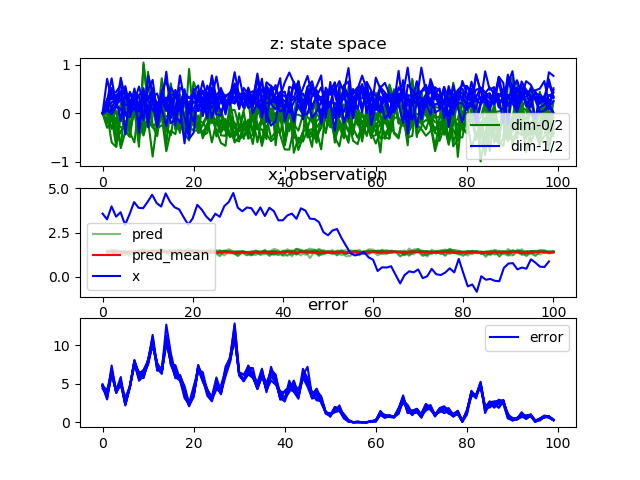 z: state space
1
0
−1
dim-0/2
dim-1/2
0 20 40 60 80 100
x: observation
5.0
2.5
0.0
pred
pred_mean
x
0 20 40 60 80 100
error
10
5
0
error
0 20 40 60 80 100